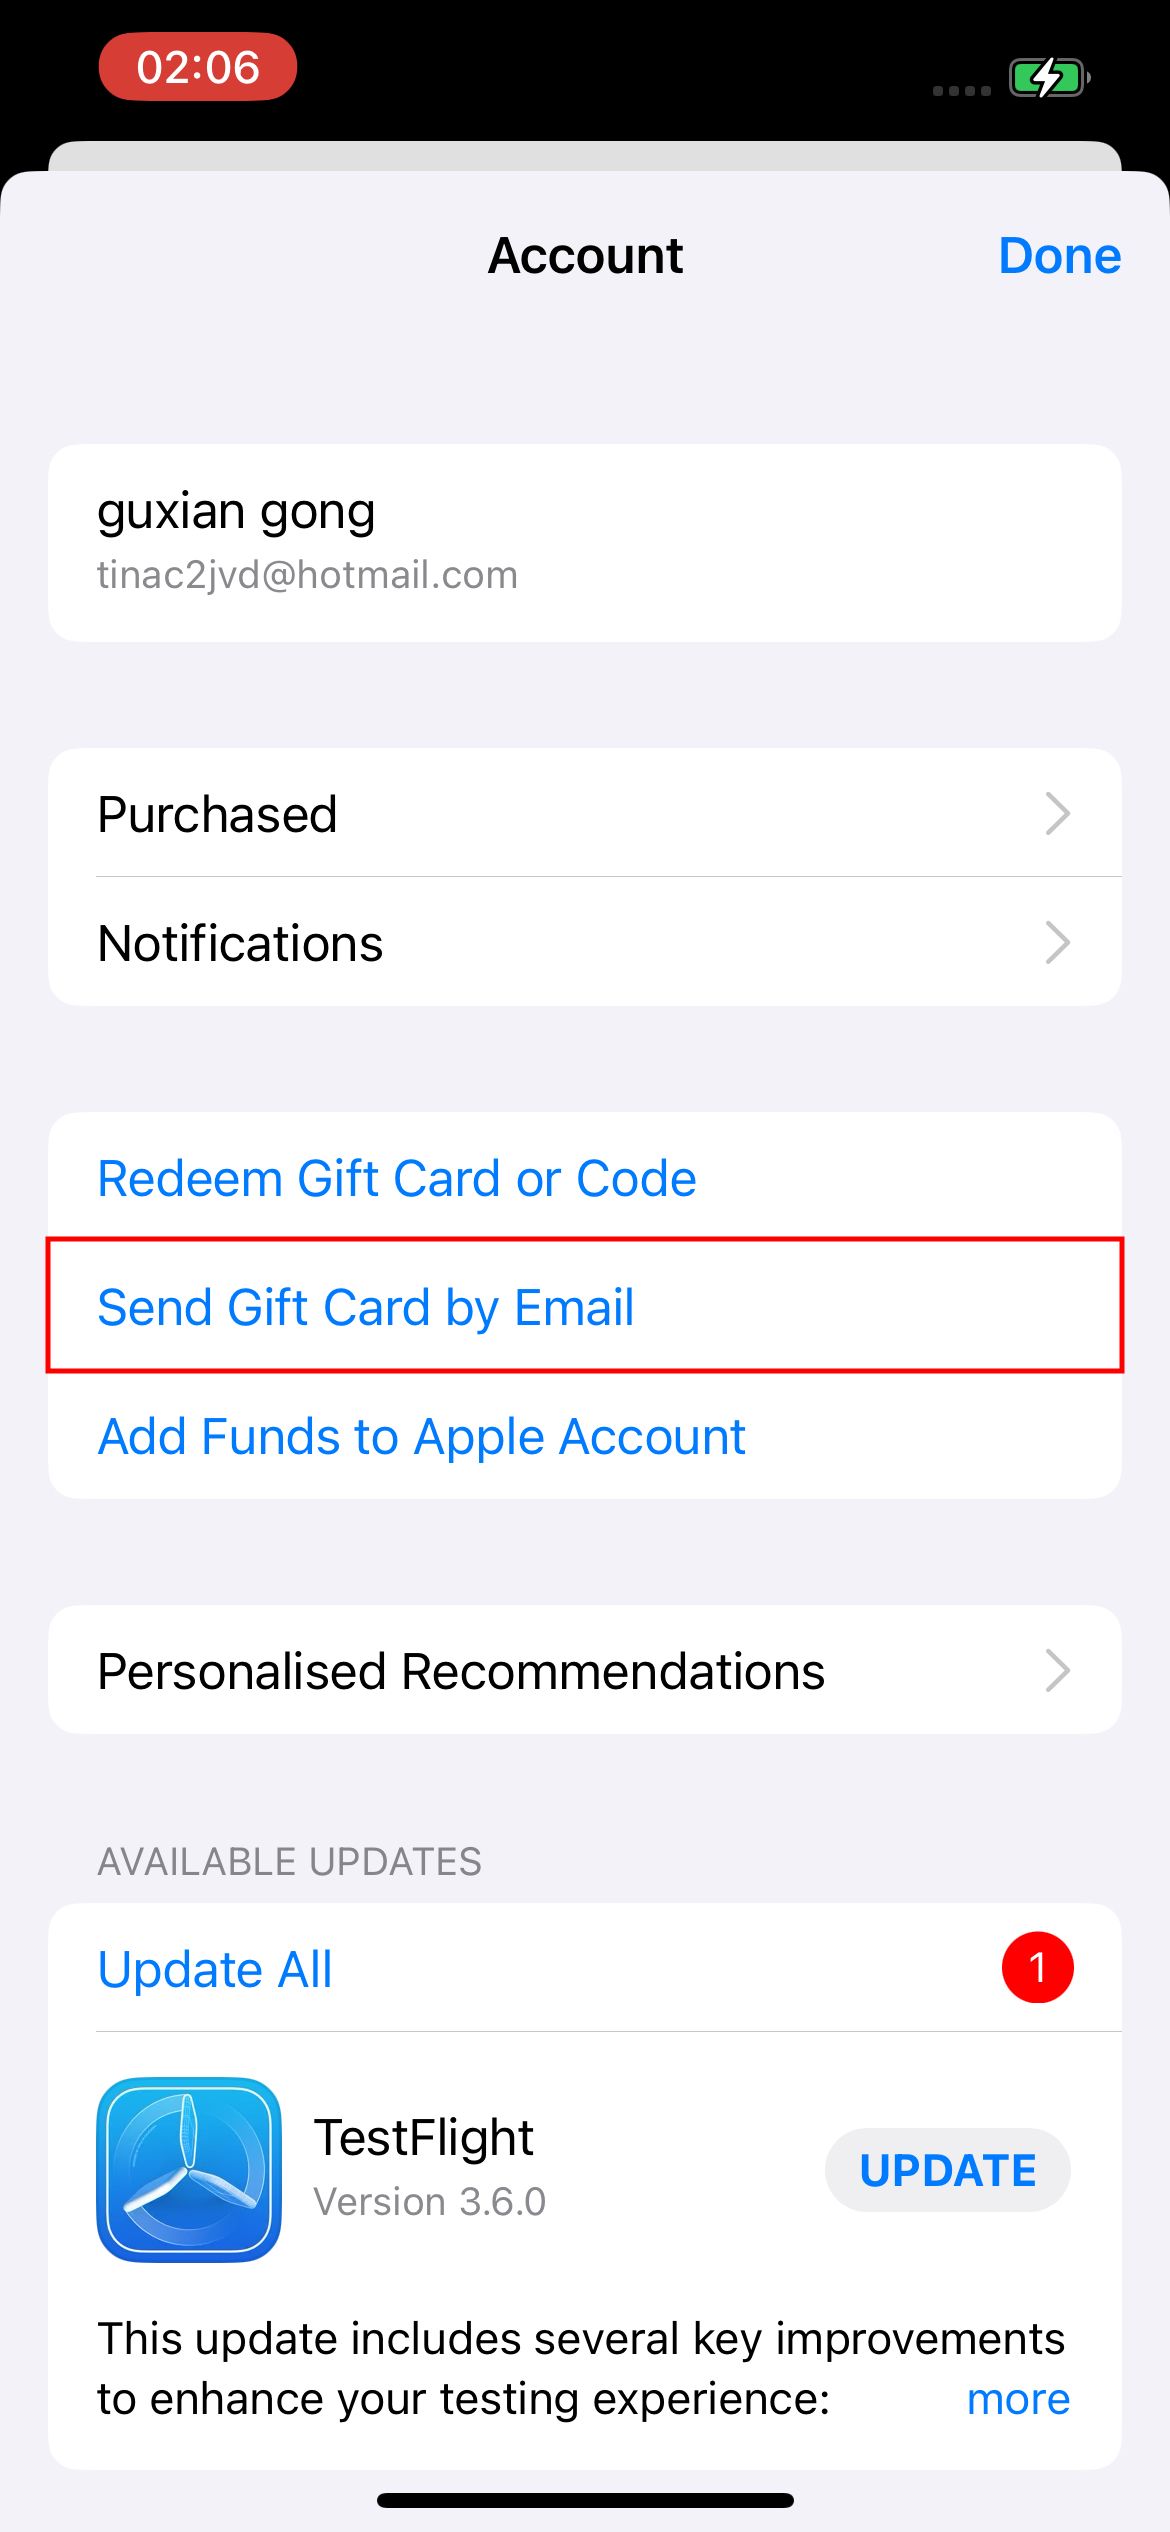 02:06
Account
Done
guxian gong
tinac2jvd@hotmail.com
Purchased
Notifications
Redeem Gift Card or Code
Send Gift Card by Email
Add Funds to Apple Account
Personalised Recommendations
AVAILABLE UPDATES
Update All
1
TestFlight
Version 3.6.0
UPDATE
This update includes several key improvements
to enhance your testing experience:
more